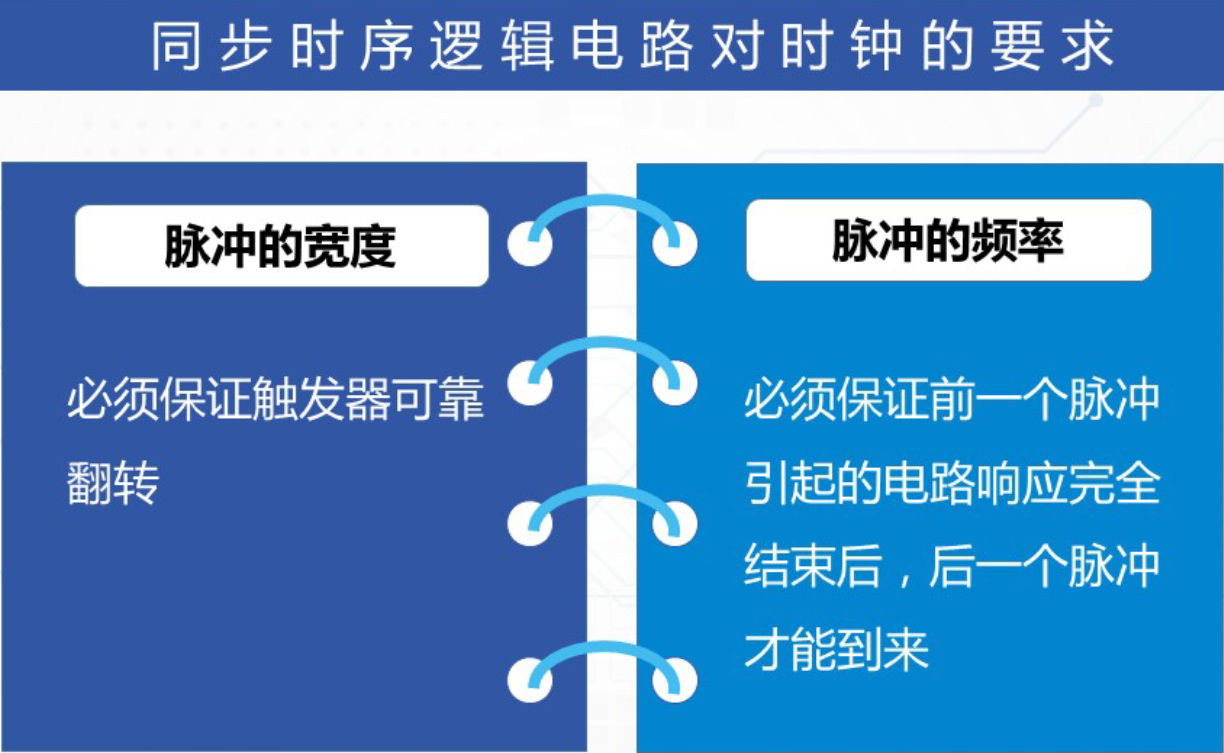 同步时序逻辑电路对时钟的要求
脉冲的宽度
必须保证触发器可靠
翻转
脉冲的频率
必须保证前一个脉冲
引起的电路响应完全
结束后，后一个脉冲
才能到来